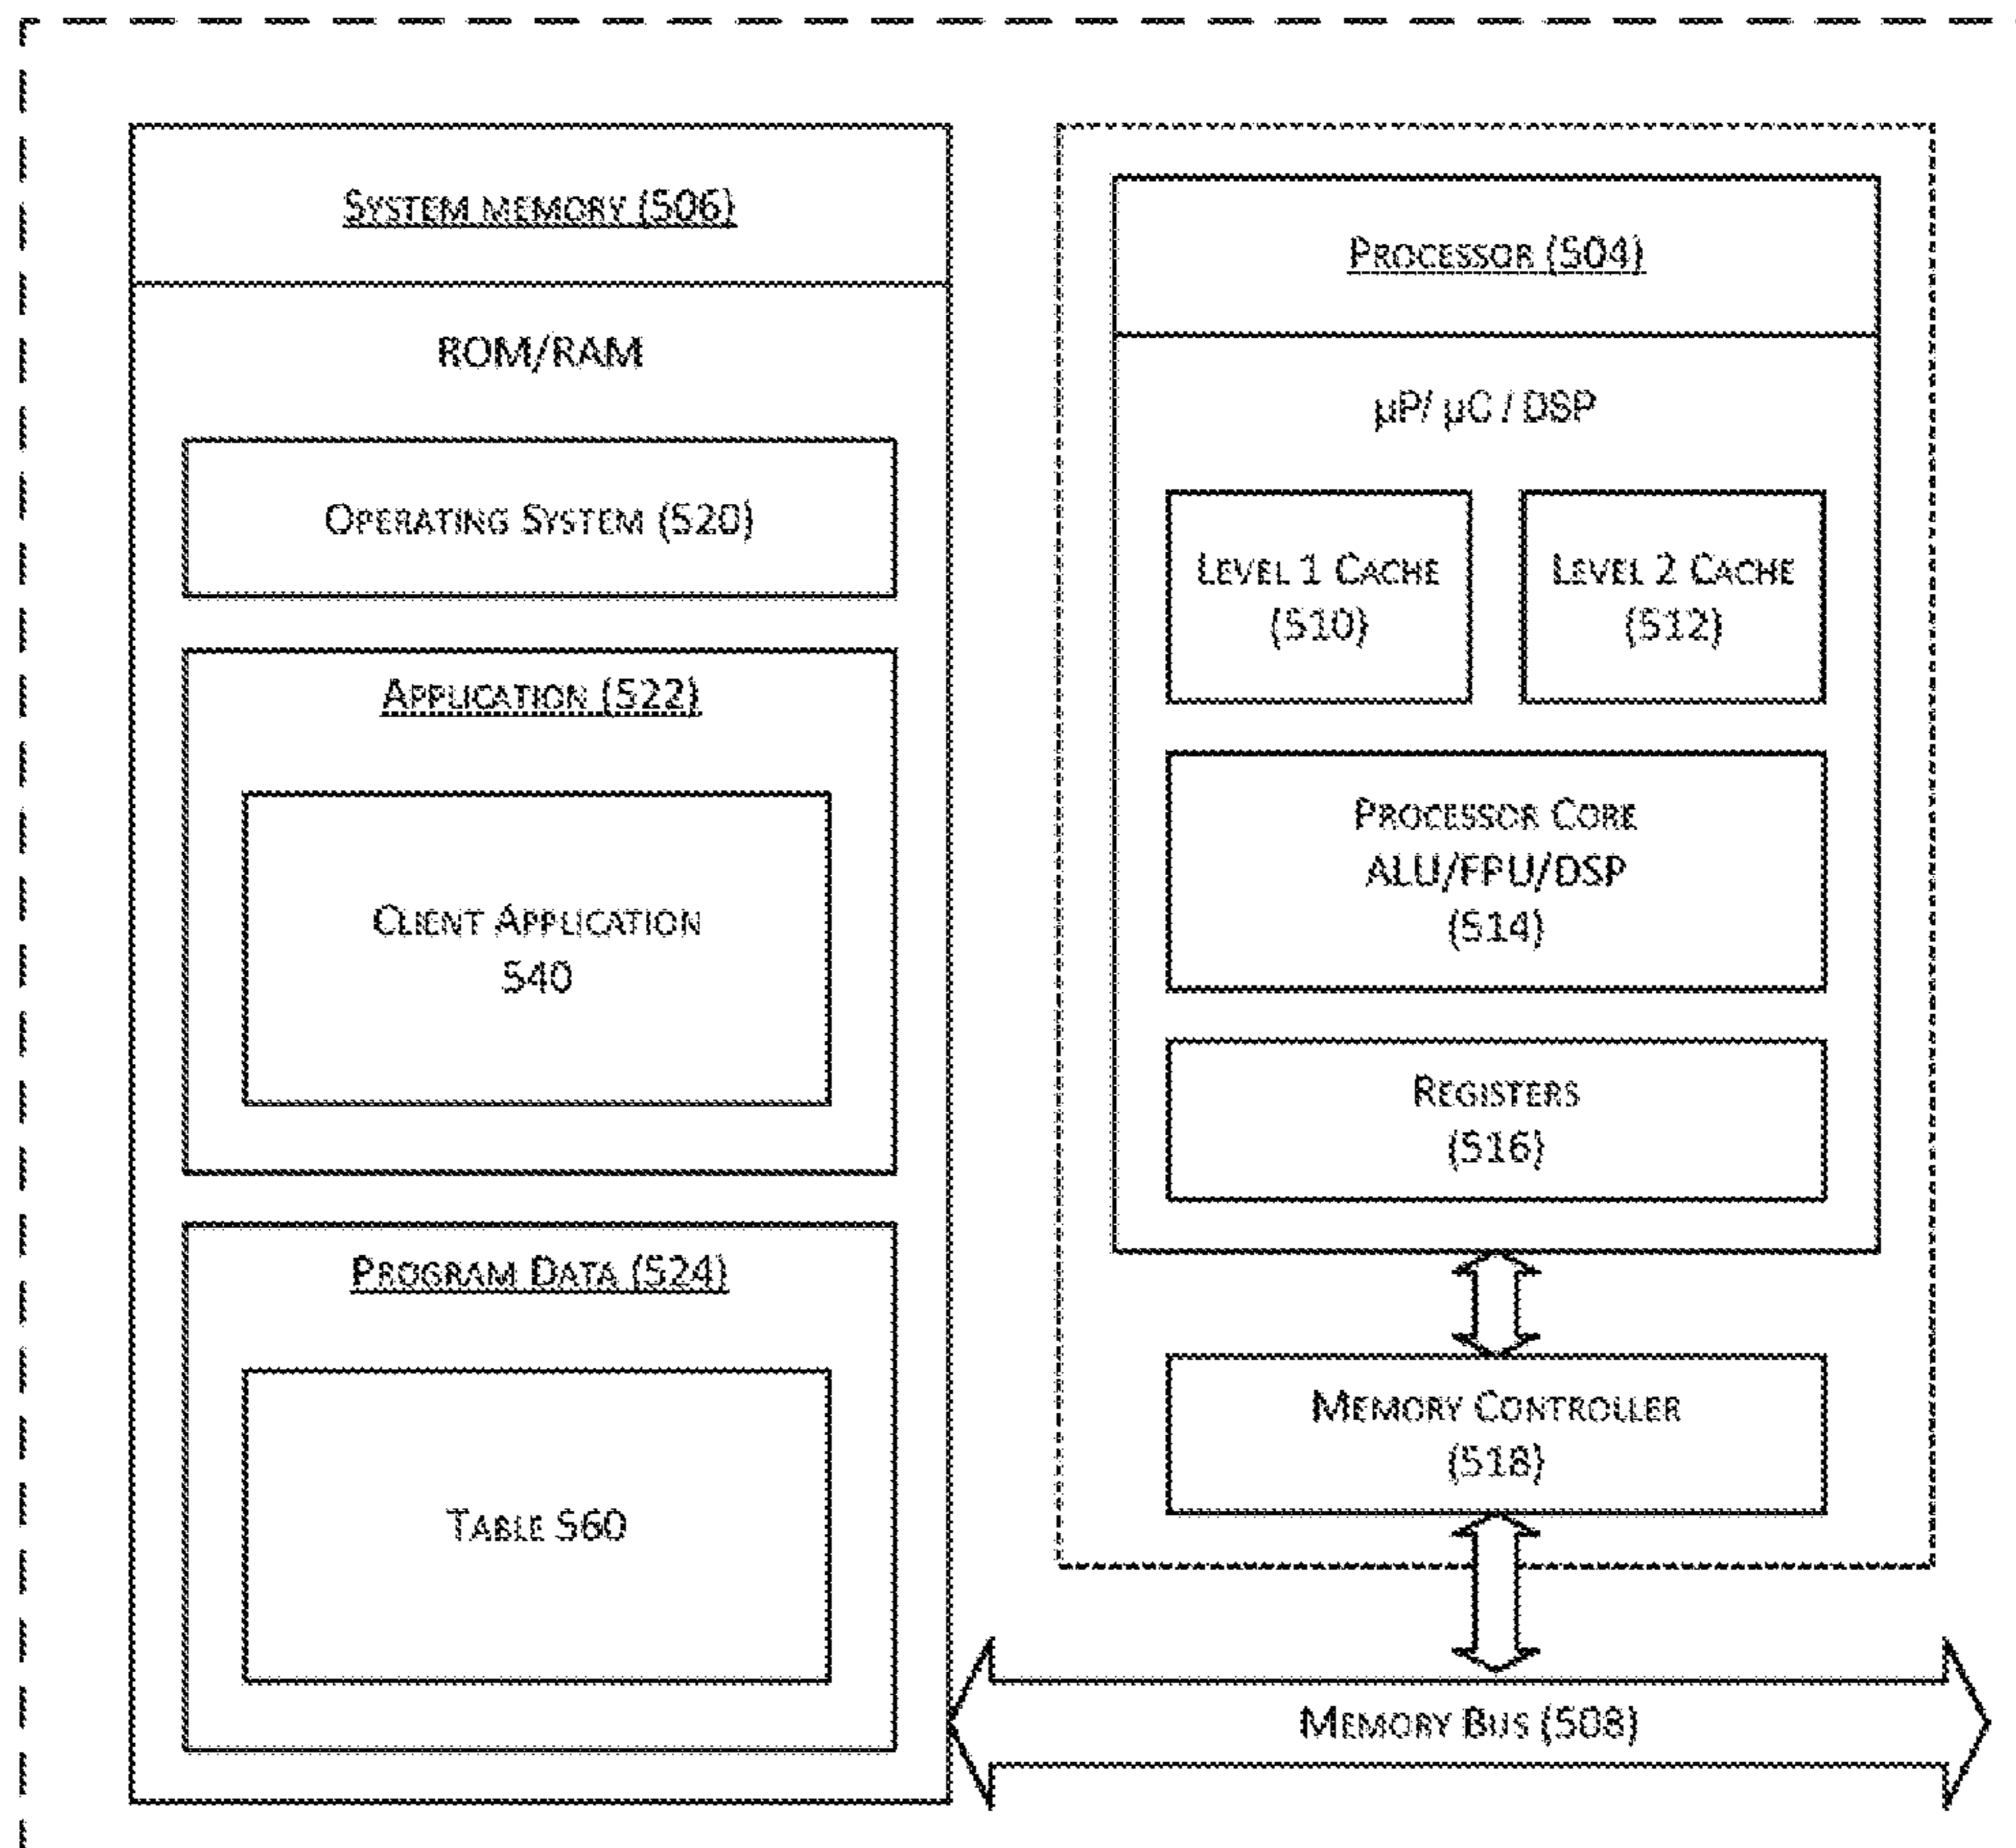 SYSTEM MEMORY (506)
ROM/RAM
OPERATING SYSTEM (520)
APPLICATION (522)
CLIENT APPLICATION
540
PROGRAM DATA (524)
TABLE 560
PROCESSOR (504)
µP/ µC / DSP
LEVEL 1 CACHE
(510)
LEVEL 2 CACHE
(512)
PROCESSOR CORE
ALU/FPU/DSP
(514)
REGISTERS
(516)
MEMORY CONTROLLER
(518)
MEMORY BUS (508)